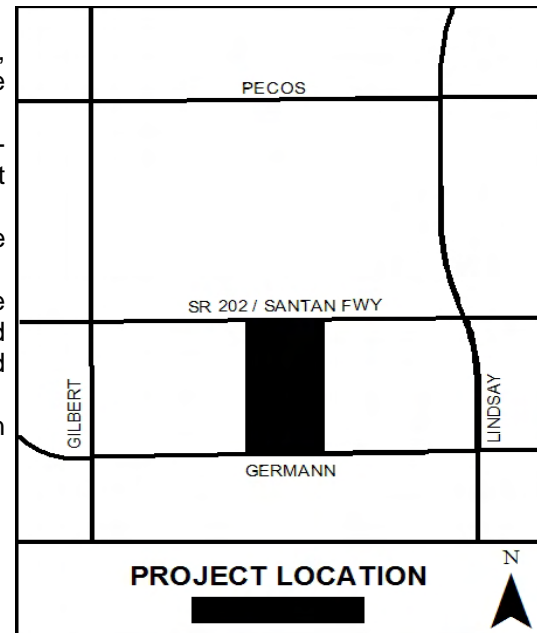 PECOS
SR 202 / SANTAN FWY
GILBERT
LINDSAY
GERMANN
PROJECT LOCATION
N